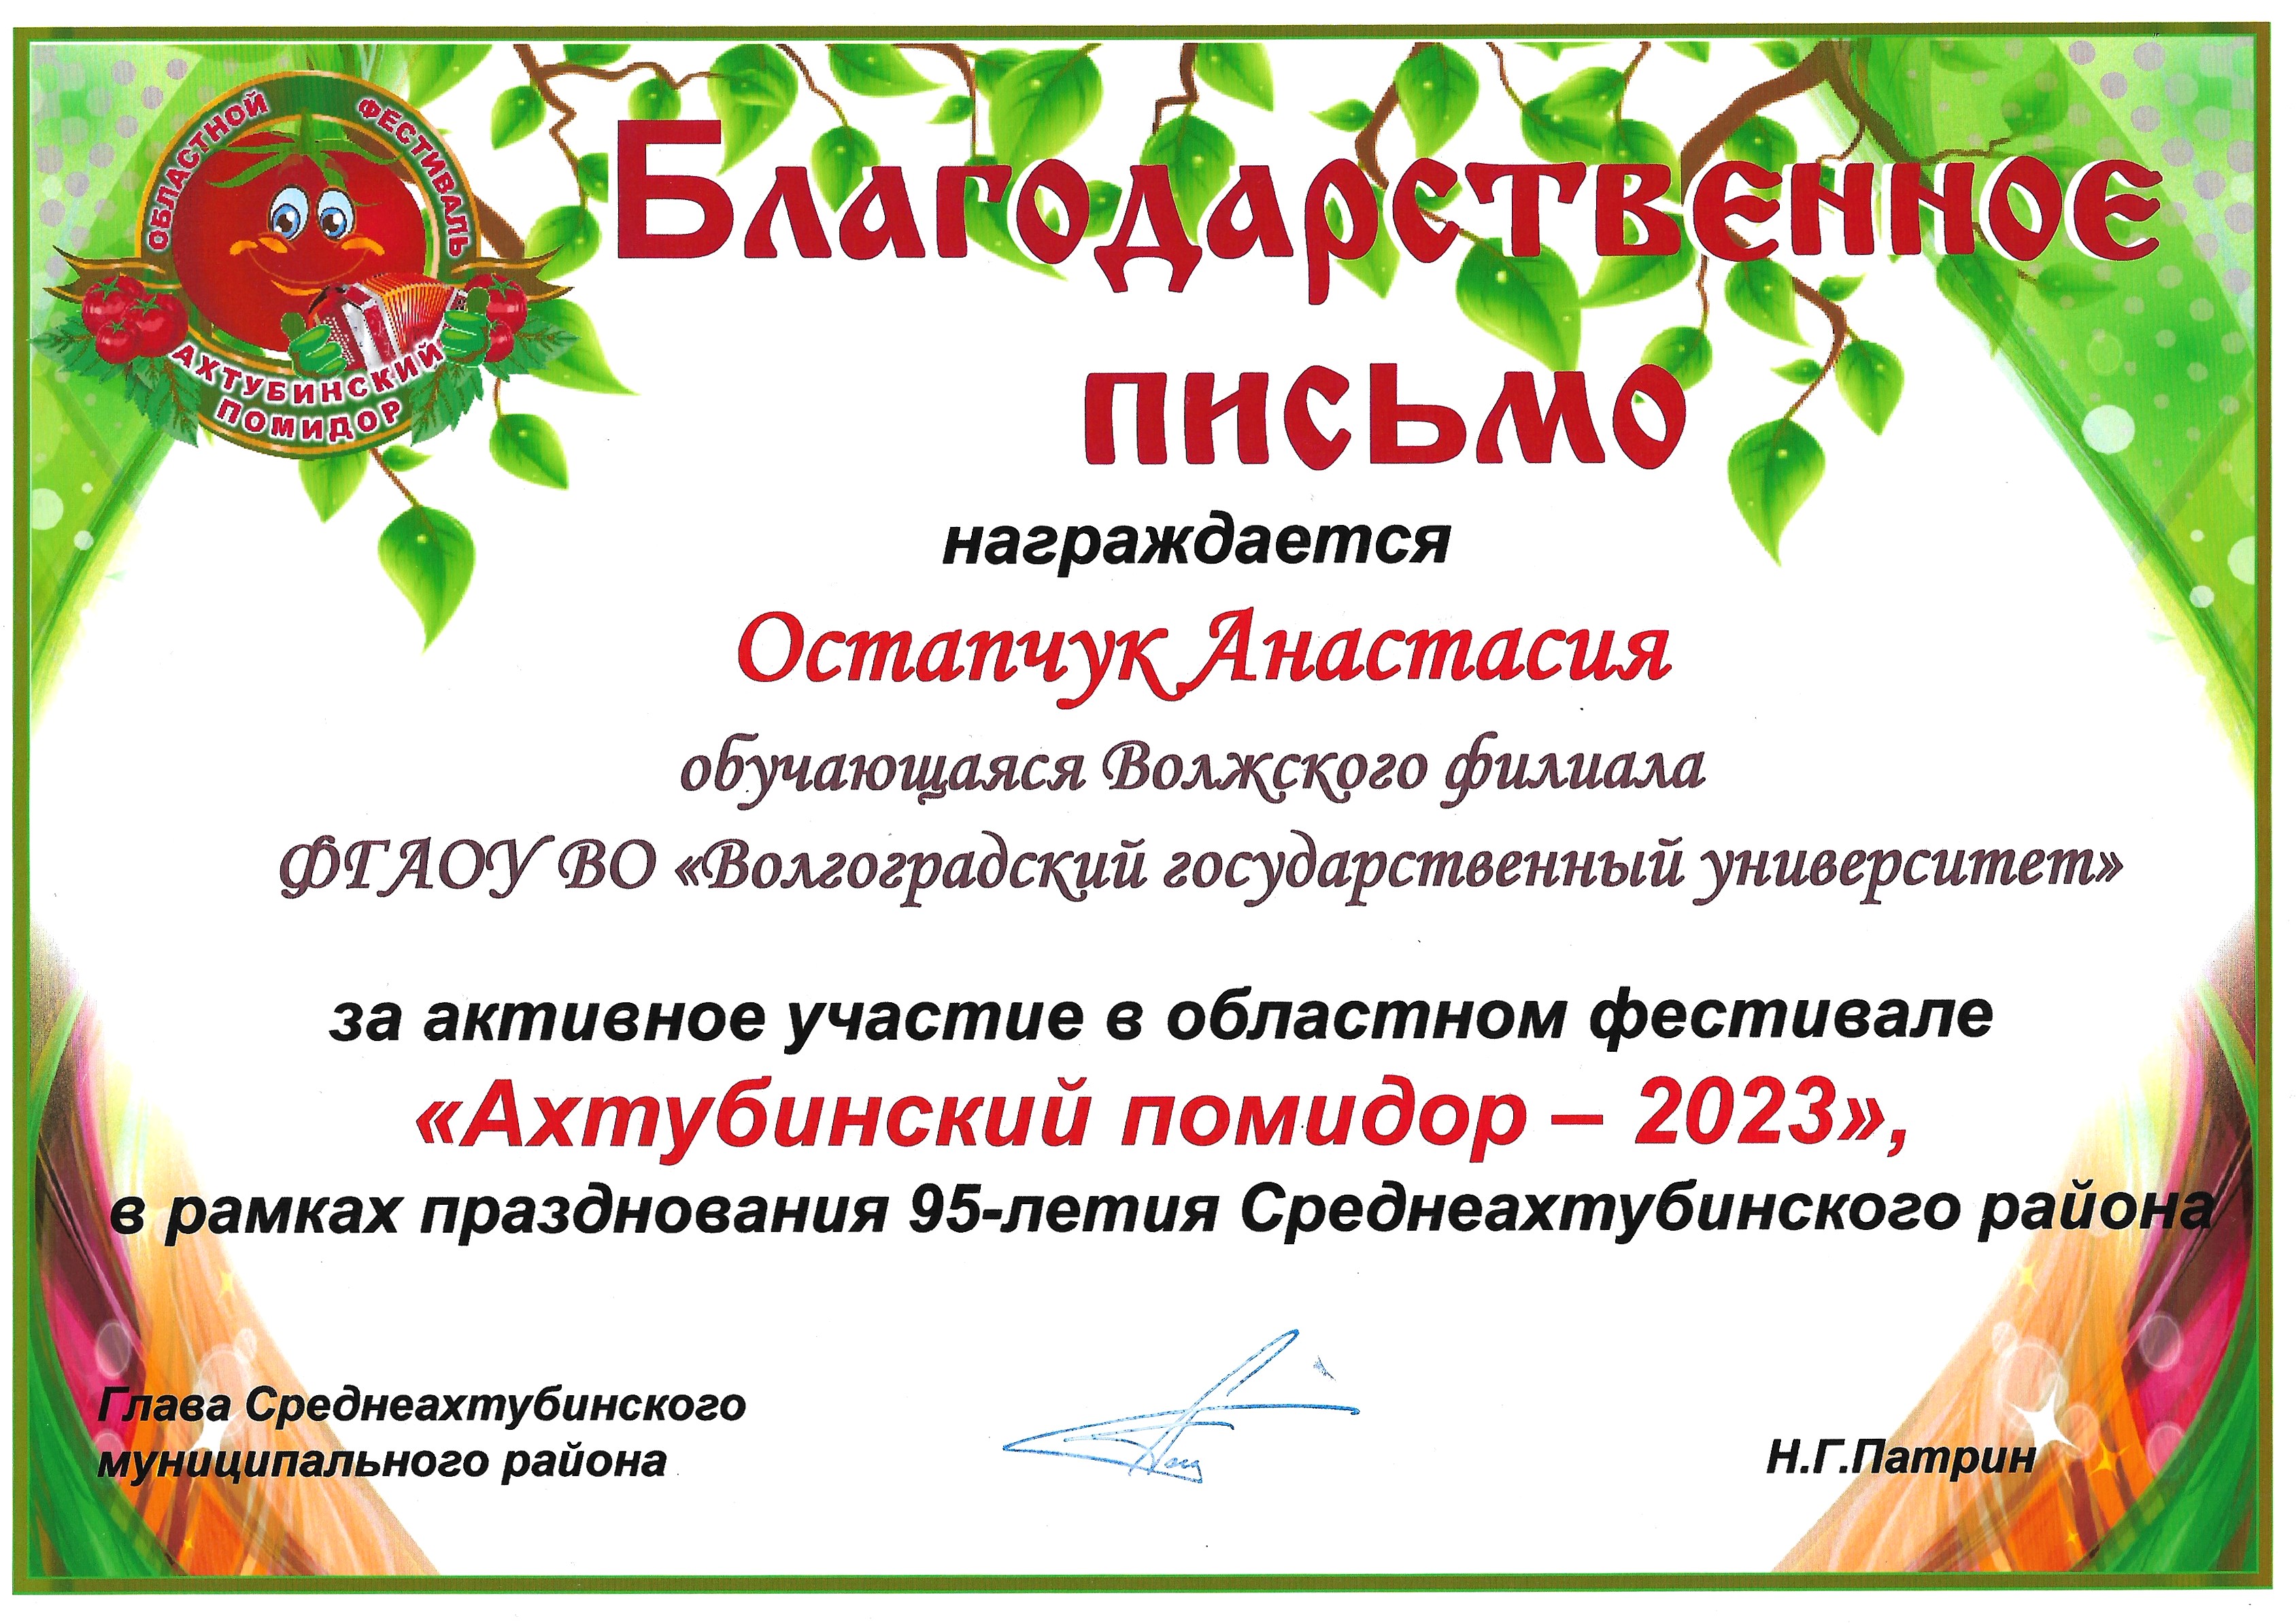 ОБЛАСТНОЙ ФЕСТИВАЛЬ
АХТУБИНСКИЙ
ПОМИДОР
Благодарственное
письмо
награждается
Остапчук Анастасия
обучающаяся Волжского филиала
ФГАОУ ВО «Волгоградский государственный университет»
за активное участие в областном фестивале
«Ахтубинский помидор – 2023»,
в рамках празднования 95-летия Среднеахтубинского района
Глава Среднеахтубинского
муниципального района
Н.Г.Патрин